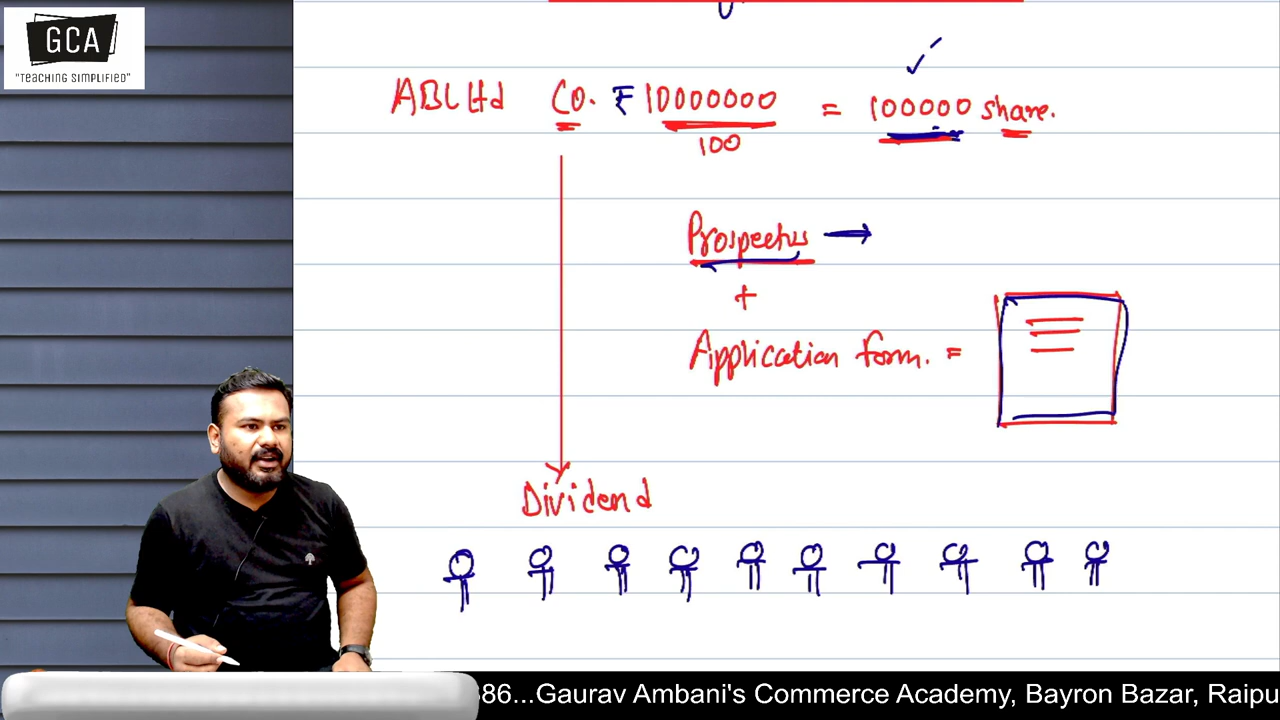 GCA
"TEACHING SIMPLIFIED"
ABC Ltd Co. ₹ 10000000 = 100000 share.
100
Prospectus →
+
Application form. =
Dividend
86...Gaurav Ambani's Commerce Academy, Bayron Bazar, Raipu